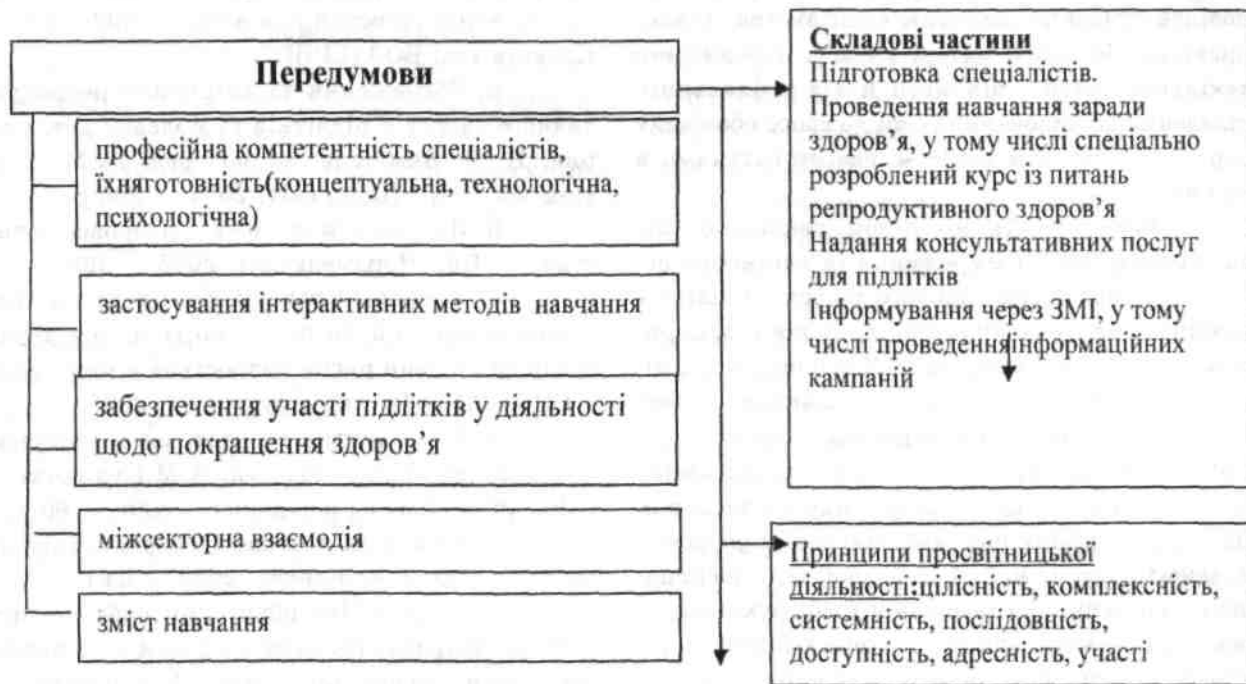 Передумови
професійна компетентність спеціалістів,
їхняготовність(концептуальна, технологічна,
психологічна)
застосування інтерактивних методів навчання
забезпечення участі підлітків у діяльності
щодо покращення здоров’я
міжсекторна взаємодія
зміст навчання
Складові частини
Підготовка спеціалістів.
Проведення навчання заради
здоров’я, у тому числі спеціально
розроблений курс із питань
репродуктивного здоров’я
Надання консультативних послуг
для підлітків
Інформування через ЗМІ, у тому
числі проведенняінформаційних
кампаній
Принципи просвітницької
діяльності:цілісність, комплексність,
системність, послідовність,
доступність, адресність, участі